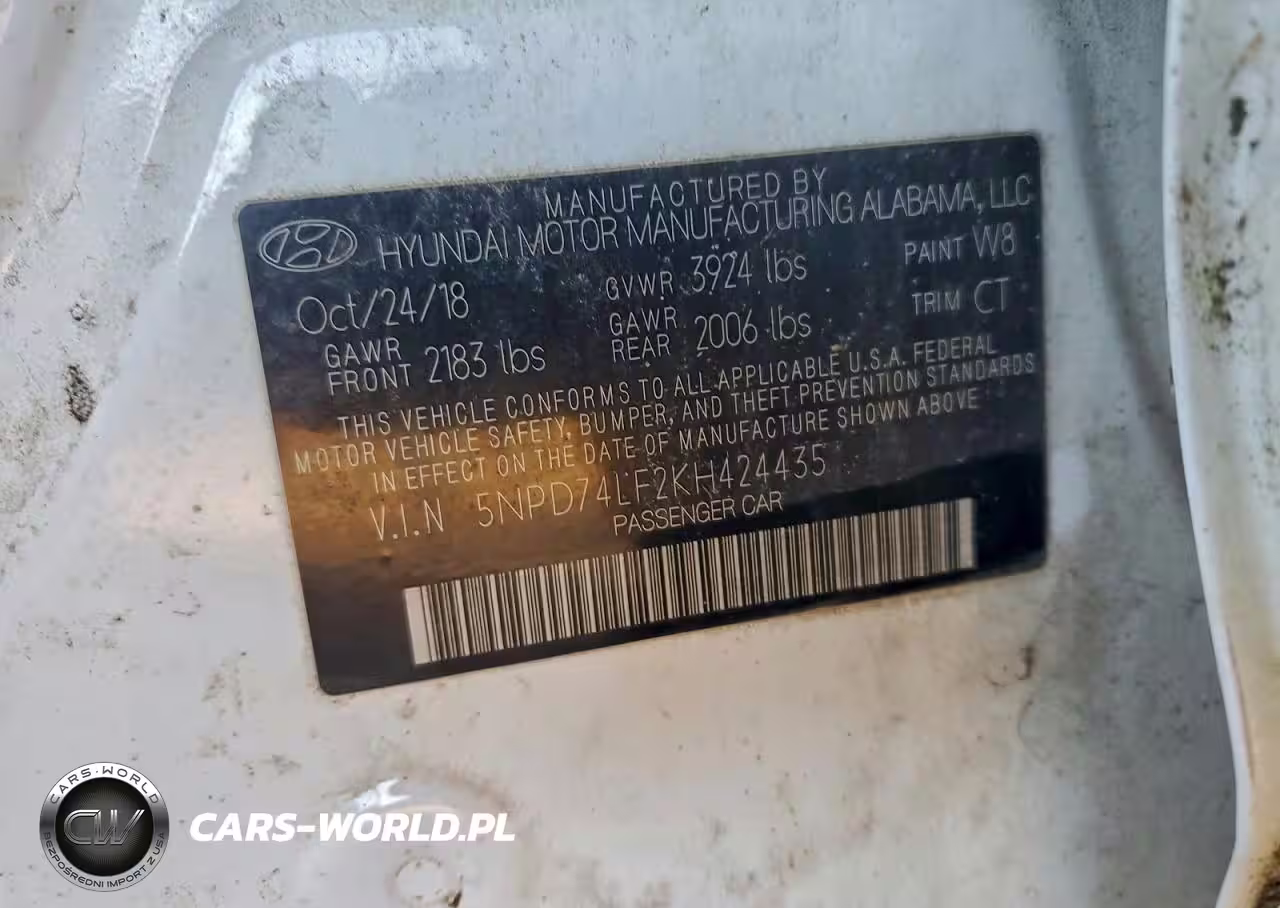 MANUFACTURED BY
HYUNDAI MOTOR MANUFACTURING ALABAMA, LLC
Oct/24/18 GVWR 3924 lbs PAINT W8
GAWR FRONT 2183 lbs GAWR REAR 2006 lbs TRIM CT
THIS VEHICLE CONFORMS TO ALL APPLICABLE U.S.A. FEDERAL
MOTOR VEHICLE SAFETY, BUMPER, AND THEFT PREVENTION STANDARDS
IN EFFECT ON THE DATE OF MANUFACTURE SHOWN ABOVE
V.I.N 5NPD74LF2KH424435
PASSENGER CAR
CARS-WORLD
CW
BEZPOŚREDNI IMPORT Z USA
CARS-WORLD.PL